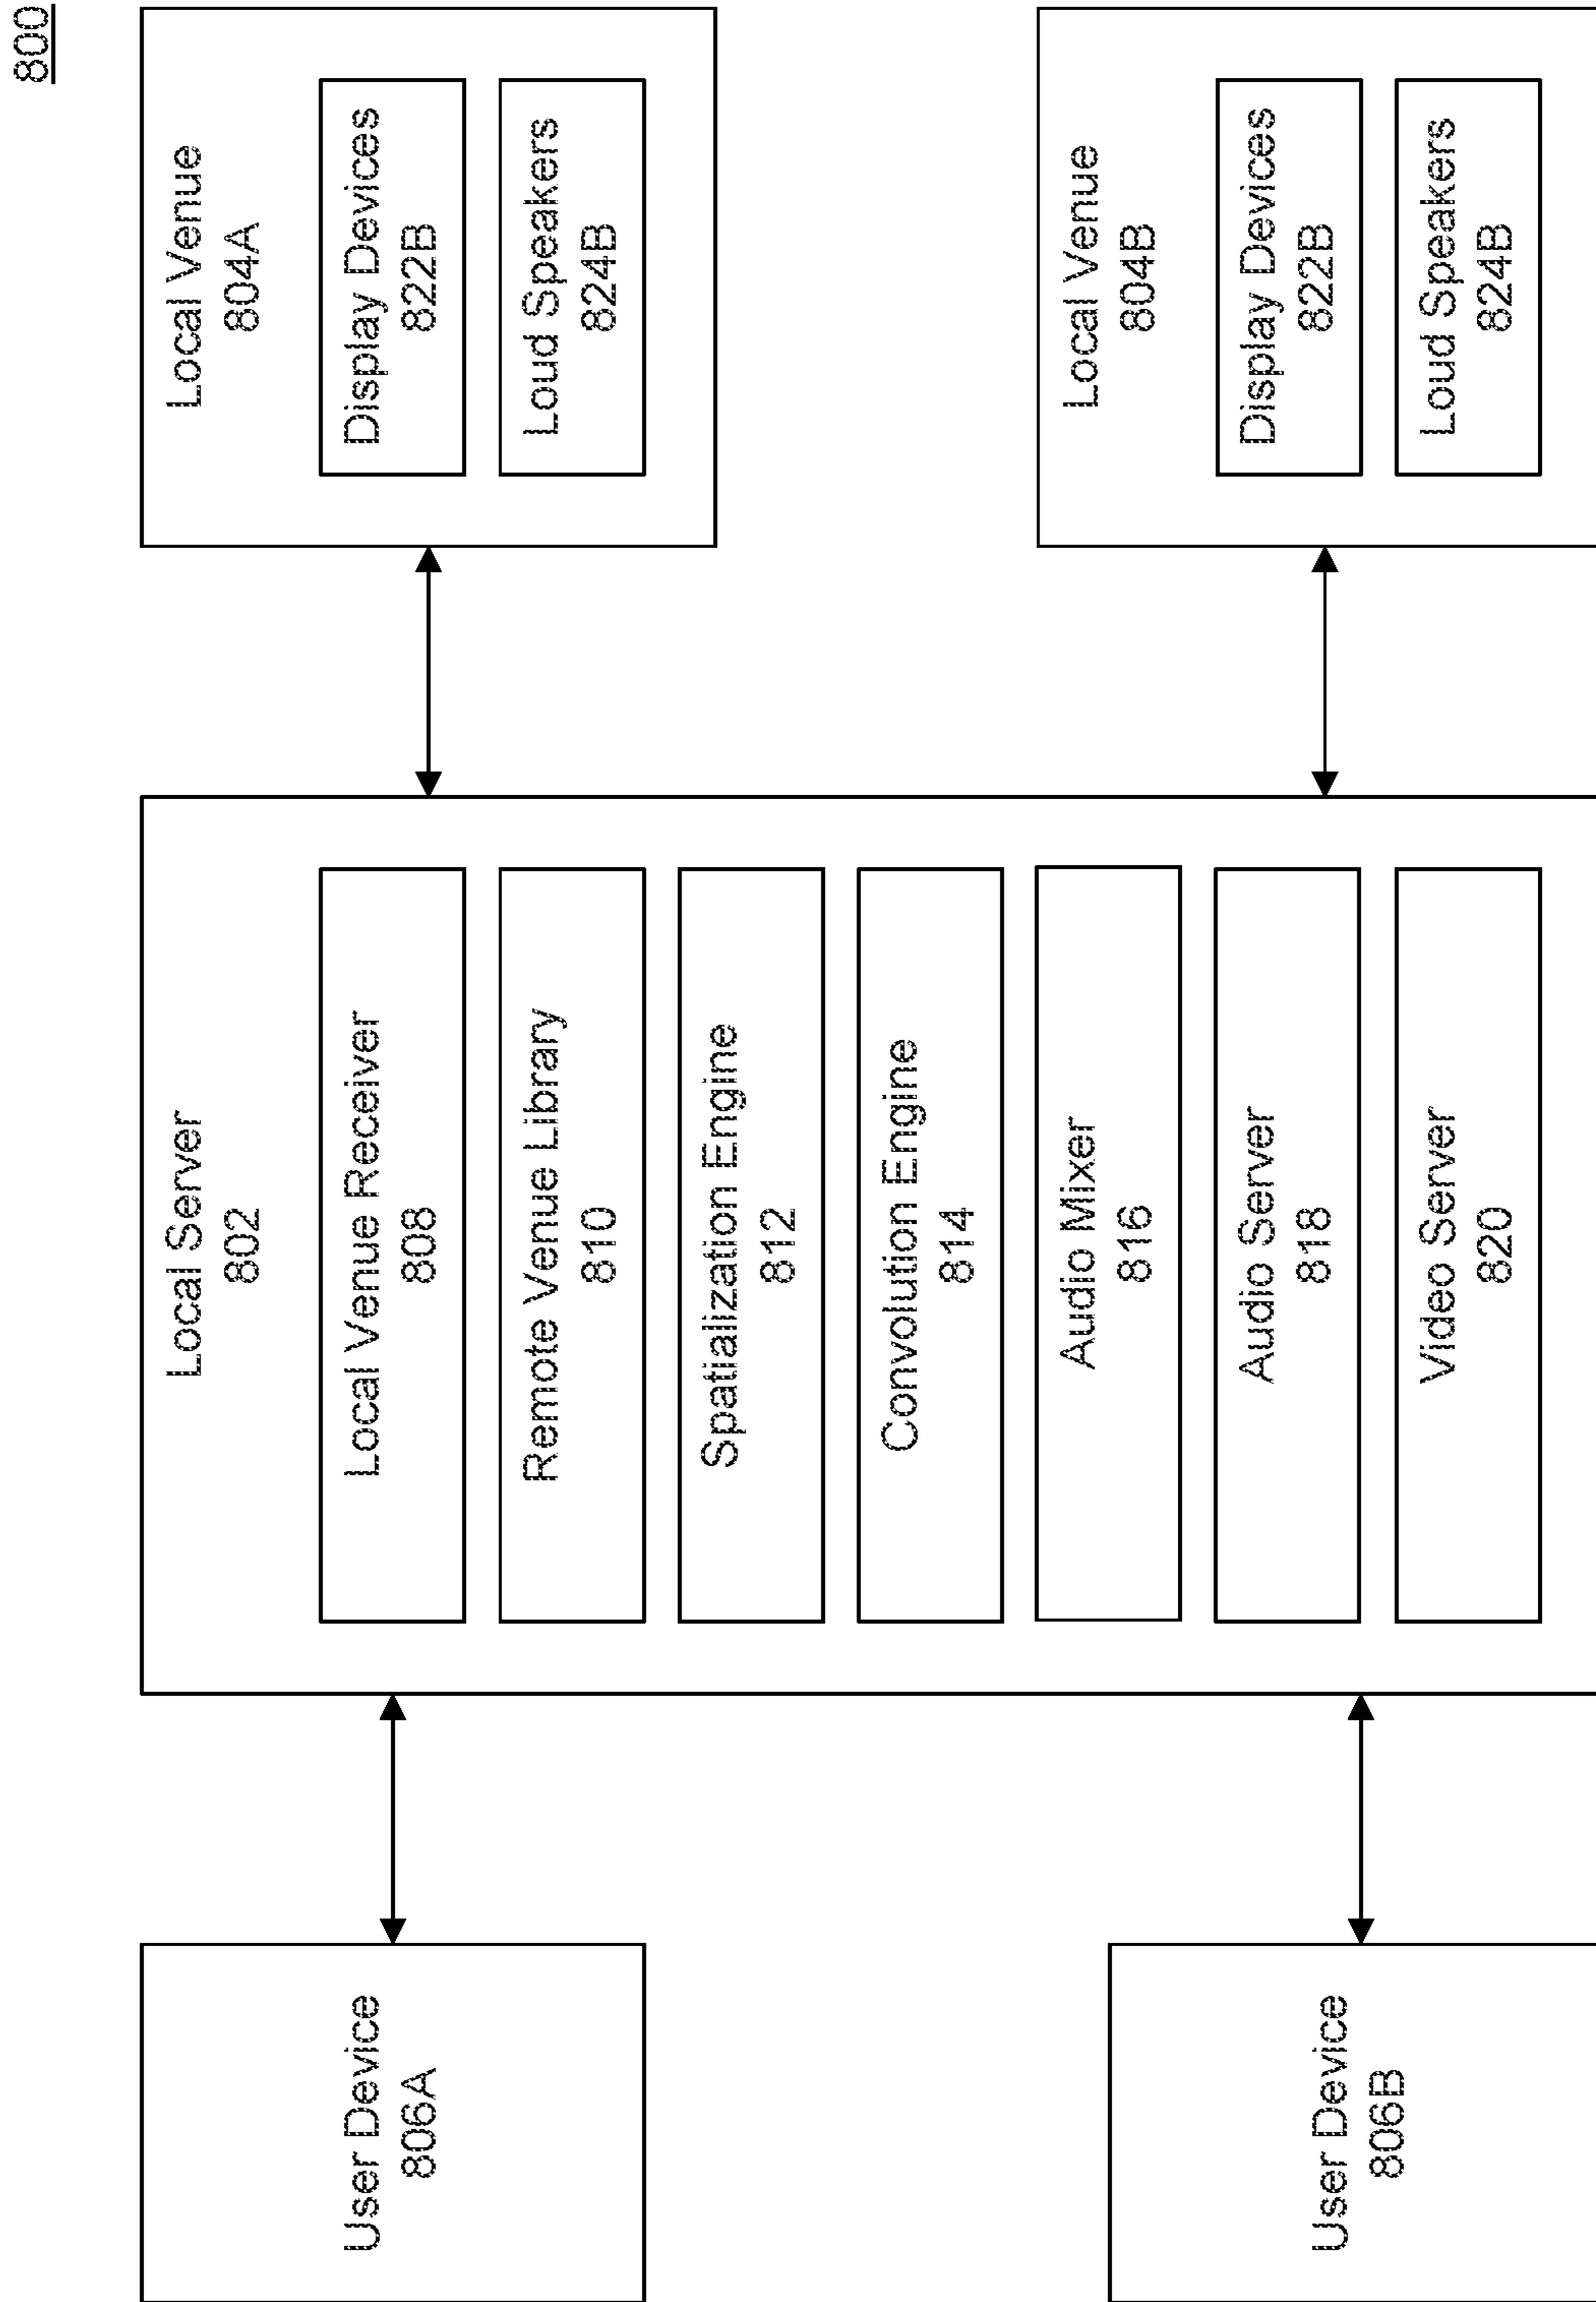 800
User Device
806A
User Device
806B
Local Server
802
Local Venue Receiver
808
Remote Venue Library
810
Spatialization Engine
812
Convolution Engine
814
Audio Mixer
816
Audio Server
818
Video Server
820
Local Venue
804A
Display Devices
822B
Loud Speakers
824B
Local Venue
804B
Display Devices
822B
Loud Speakers
824B